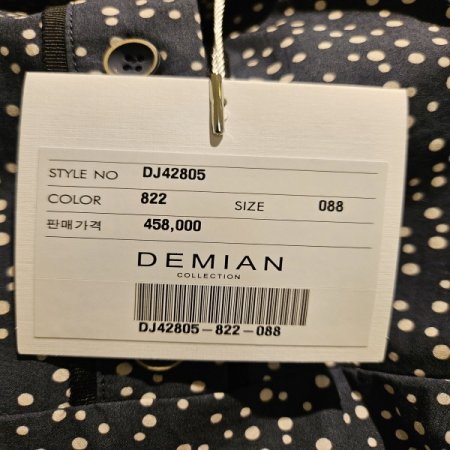 STYLE NO DJ42805
COLOR 822 SIZE 088
판매가격 458,000
DEMIAN
COLLECTION
DJ42805-822-088